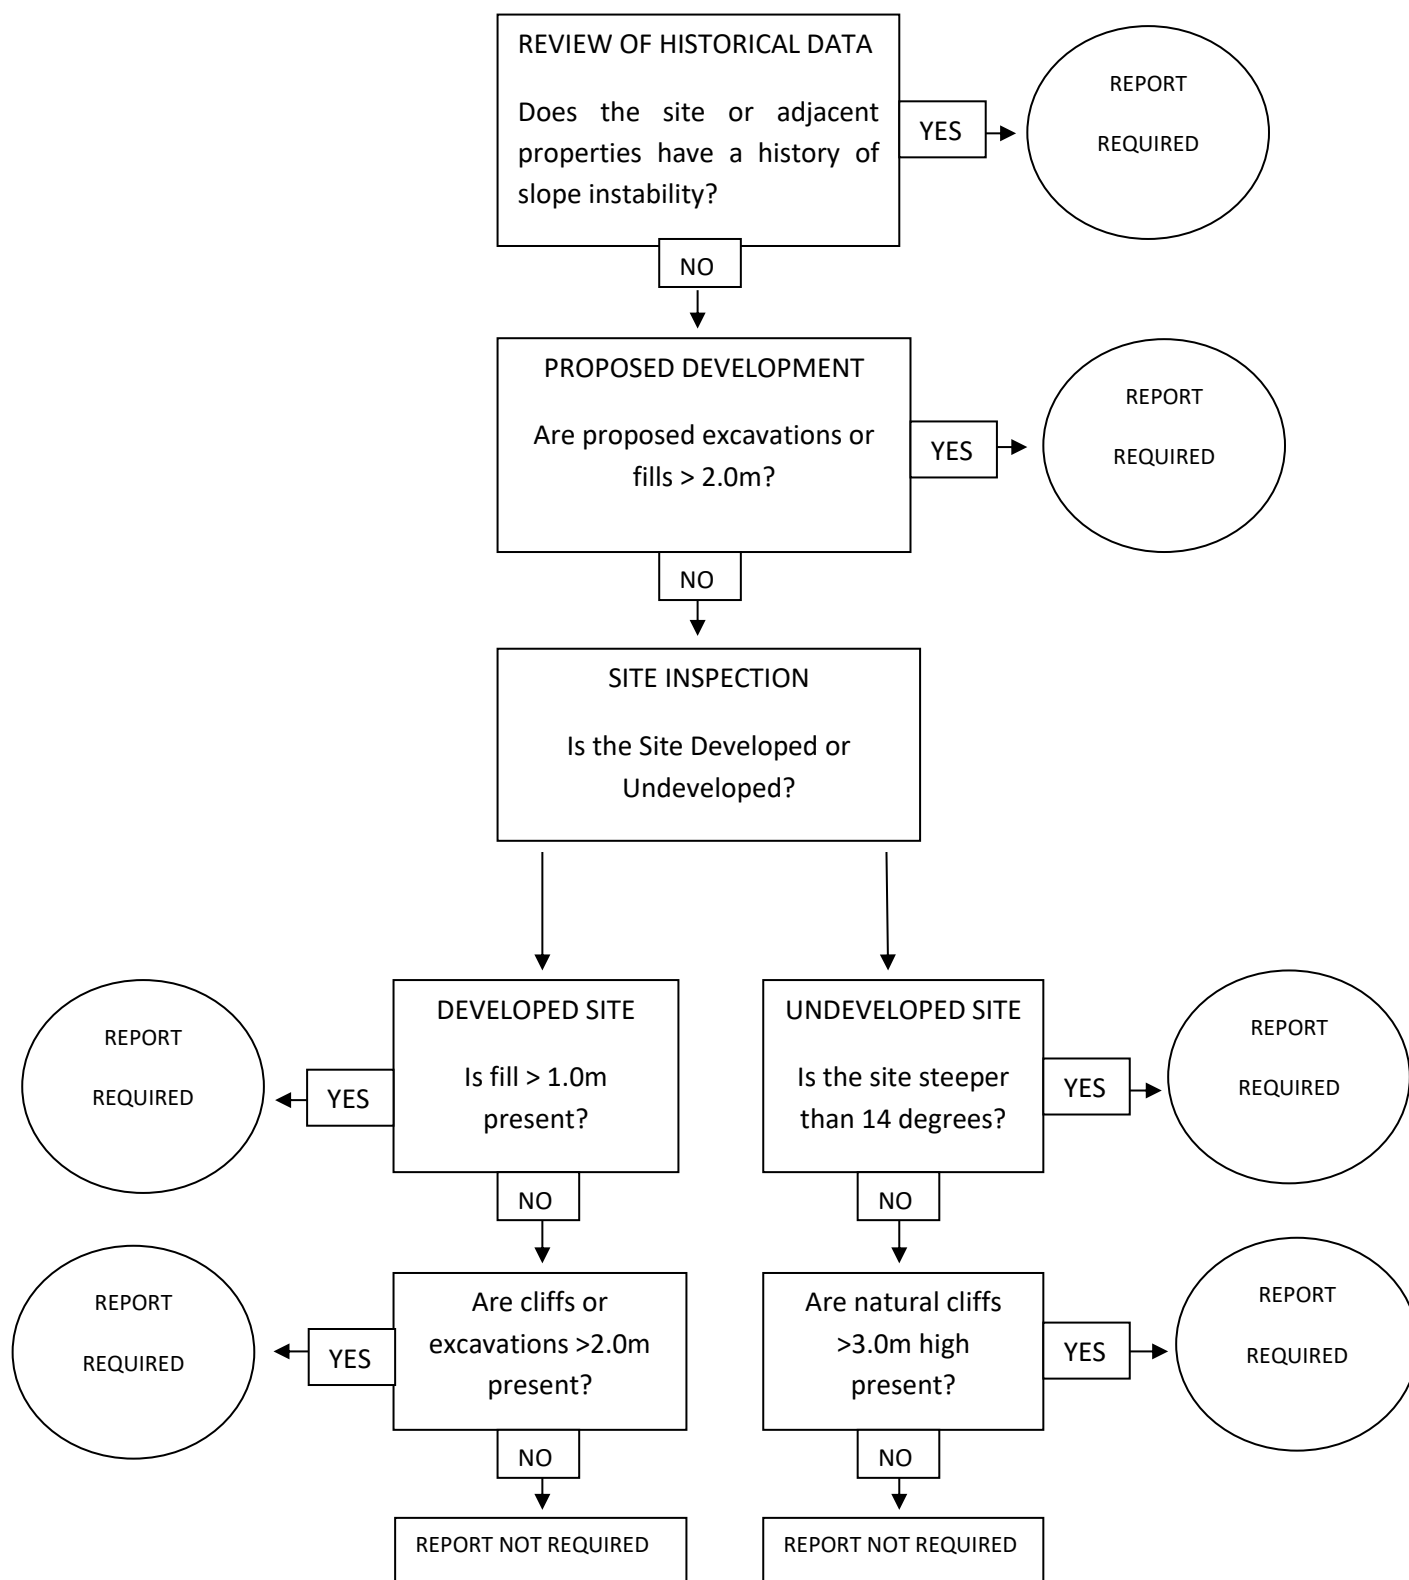 REVIEW OF HISTORICAL DATA
Does the site or adjacent
properties have a history of
slope instability?
YES
REPORT
REQUIRED
NO
PROPOSED DEVELOPMENT
Are proposed excavations or
fills > 2.0m?
YES
REPORT
REQUIRED
NO
SITE INSPECTION
Is the Site Developed or
Undeveloped?
DEVELOPED SITE
Is fill > 1.0m
present?
YES
REPORT
REQUIRED
NO
Are cliffs or
excavations >2.0m
present?
YES
REPORT
REQUIRED
NO
REPORT NOT REQUIRED
UNDEVELOPED SITE
Is the site steeper
than 14 degrees?
YES
REPORT
REQUIRED
NO
Are natural cliffs
>3.0m high
present?
YES
REPORT
REQUIRED
NO
REPORT NOT REQUIRED